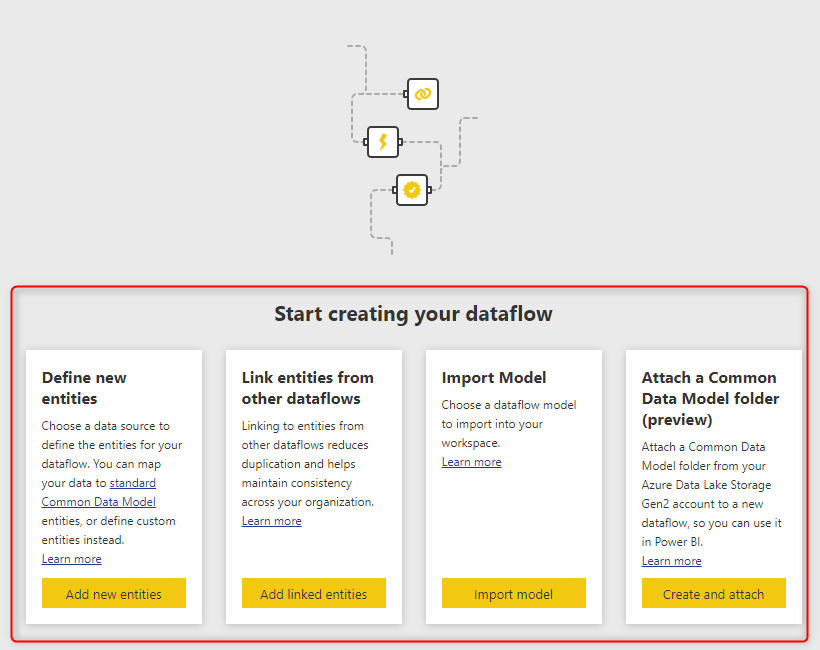 Start creating your dataflow
Define new
entities
Choose a data source to
define the entities for your
dataflow. You can map
your data to standard
Common Data Model
entities, or define custom
entities instead.
Learn more
Add new entities
Link entities from
other dataflows
Linking to entities from
other dataflows reduces
duplication and helps
maintain consistency
across your organization.
Learn more
Add linked entities
Import Model
Choose a dataflow model
to import into your
workspace.
Learn more
Import model
Attach a Common
Data Model folder
(preview)
Attach a Common Data
Model folder from your
Azure Data Lake Storage
Gen2 account to a new
dataflow, so you can use it
in Power BI.
Learn more
Create and attach